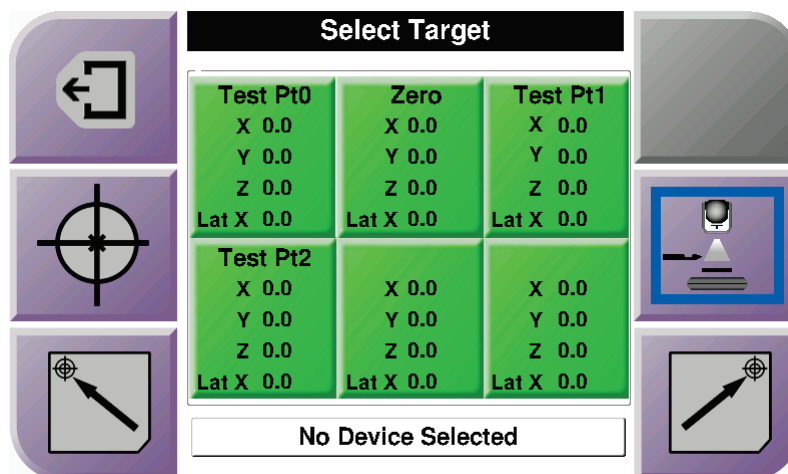 Select Target
Test Pt0 Zero Test Pt1
X 0.0 X 0.0 X 0.0
Y 0.0 Y 0.0 Y 0.0
Z 0.0 Z 0.0 Z 0.0
Lat X 0.0 Lat X 0.0 Lat X 0.0
Test Pt2
X 0.0 X 0.0 X 0.0
Y 0.0 Y 0.0 Y 0.0
Z 0.0 Z 0.0 Z 0.0
Lat X 0.0 Lat X 0.0 Lat X 0.0
No Device Selected